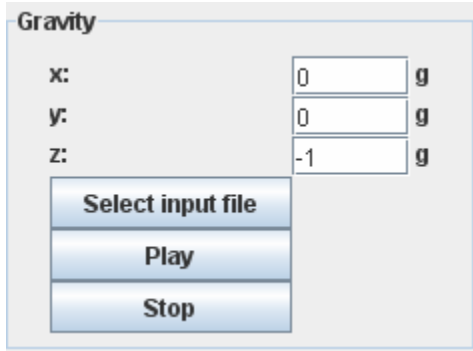 Gravity
x: 0 g
y: 0 g
z: -1 g
Select input file
Play
Stop